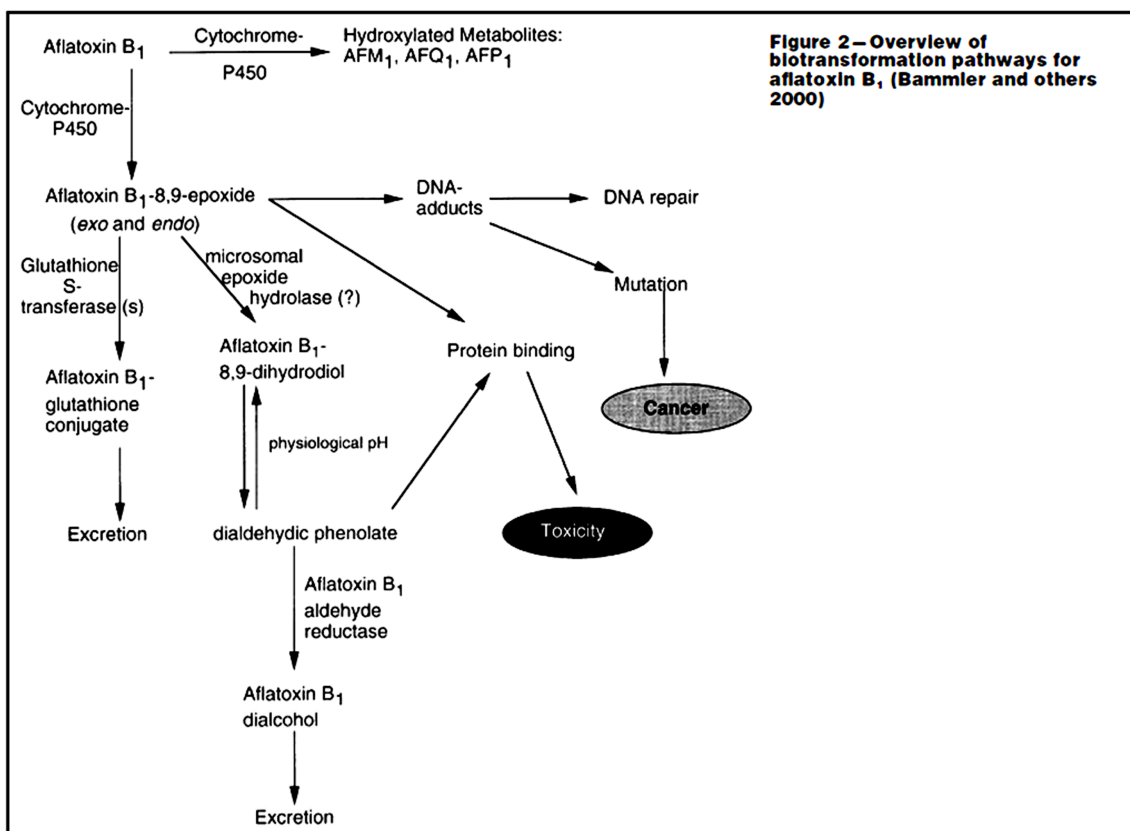 Aflatoxin B1
Cytochrome-
P450
Hydroxylated Metabolites:
AFM1, AFQ1, AFP1
Figure 2—Overview of
biotransformation pathways for
aflatoxin B1 (Bammler and others
2000)
Cytochrome-
P450
Aflatoxin B1-8,9-epoxide
(exo and endo)
DNA-
adducts
DNA repair
Glutathione
S-
transferase (s)
microsomal
epoxide
hydrolase (?)
Mutation
Aflatoxin B1-
8,9-dihydrodiol
Protein binding
Aflatoxin B1-
glutathione
conjugate
Cancer
physiological pH
Excretion
dialdehydic phenolate
Toxicity
Aflatoxin B1
aldehyde
reductase
Aflatoxin B1
dialcohol
Excretion